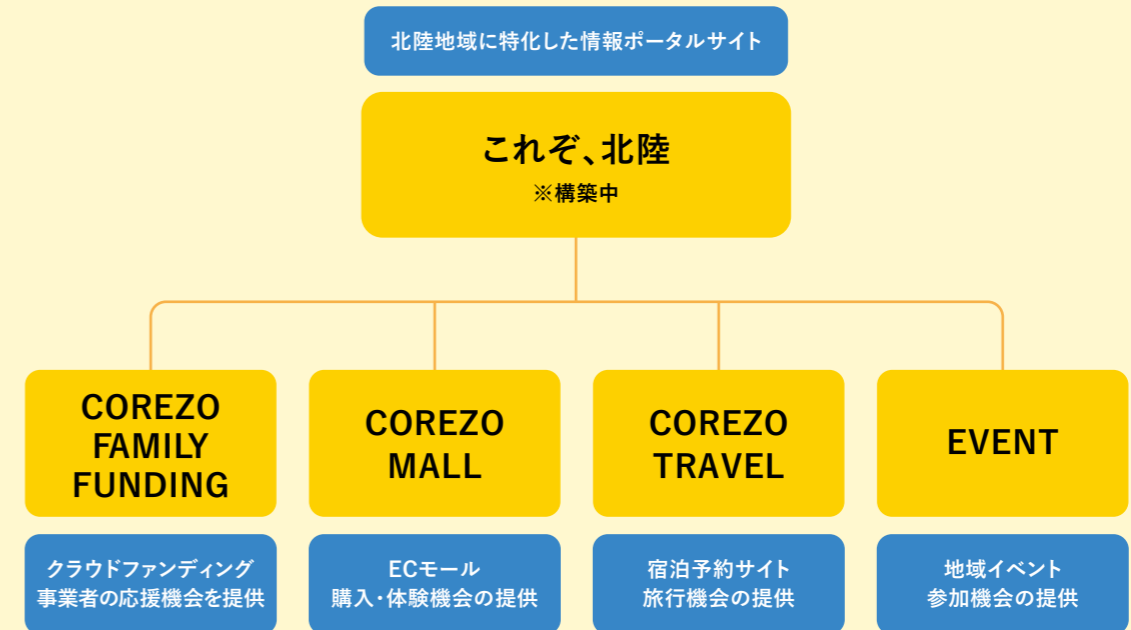 北陸地域に特化した情報ポータルサイト
これぞ、北陸
※構築中
COREZO
FAMILY
FUNDING
クラウドファンディング
事業者の応援機会を提供
COREZO
MALL
ECモール
購入・体験機会の提供
COREZO
TRAVEL
宿泊予約サイト
旅行機会の提供
EVENT
地域イベント
参加機会の提供